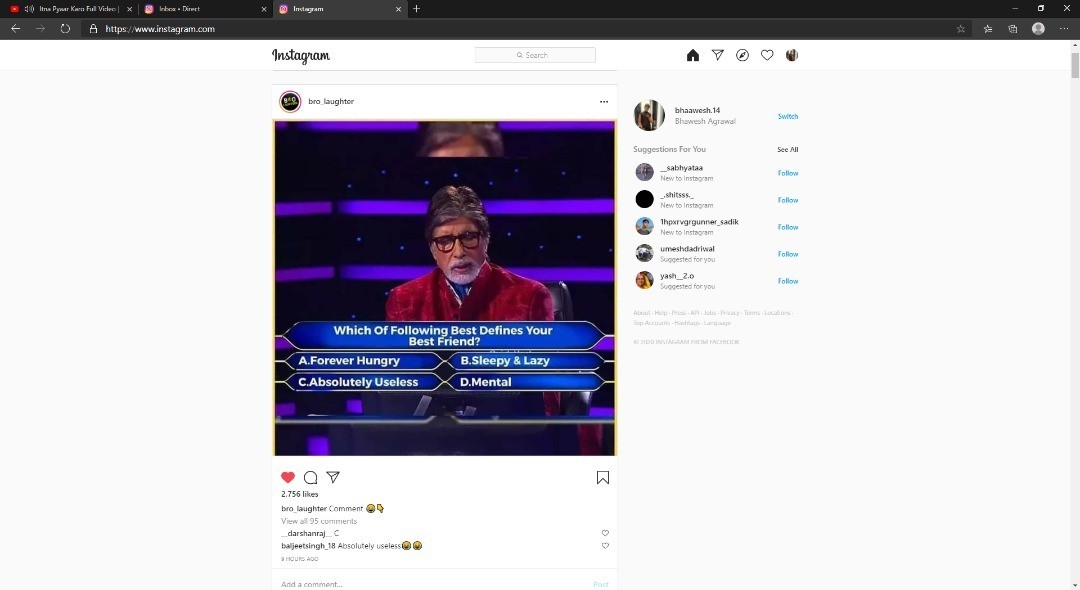 Itna Pyaar Karo Full Video |
Inbox • Direct
Instagram
https://www.instagram.com
Instagram
Search
bro_laughter
Which Of Following Best Defines Your
Best Friend?
A.Forever Hungry
B.Sleepy & Lazy
C.Absolutely Useless
D.Mental
2,756 likes
bro_laughter Comment 😂👇
View all 95 comments
__darshanraj__ C
baljeetsingh_18 Absolutely useless😂😂
9 HOURS AGO
Add a comment...
Post
bhaawesh.14
Bhawesh Agrawal
Switch
Suggestions For You
See All
__sabhyataa
New to Instagram
Follow
_.shitsss._
New to Instagram
Follow
1hpxrvgrgunner_sadik
New to Instagram
Follow
umeshdadriwal
Suggested for you
Follow
yash__2.o
Suggested for you
Follow
About · Help · Press · API · Jobs · Privacy · Terms · Locations ·
Top Accounts · Hashtags · Language
© 2020 INSTAGRAM FROM FACEBOOK